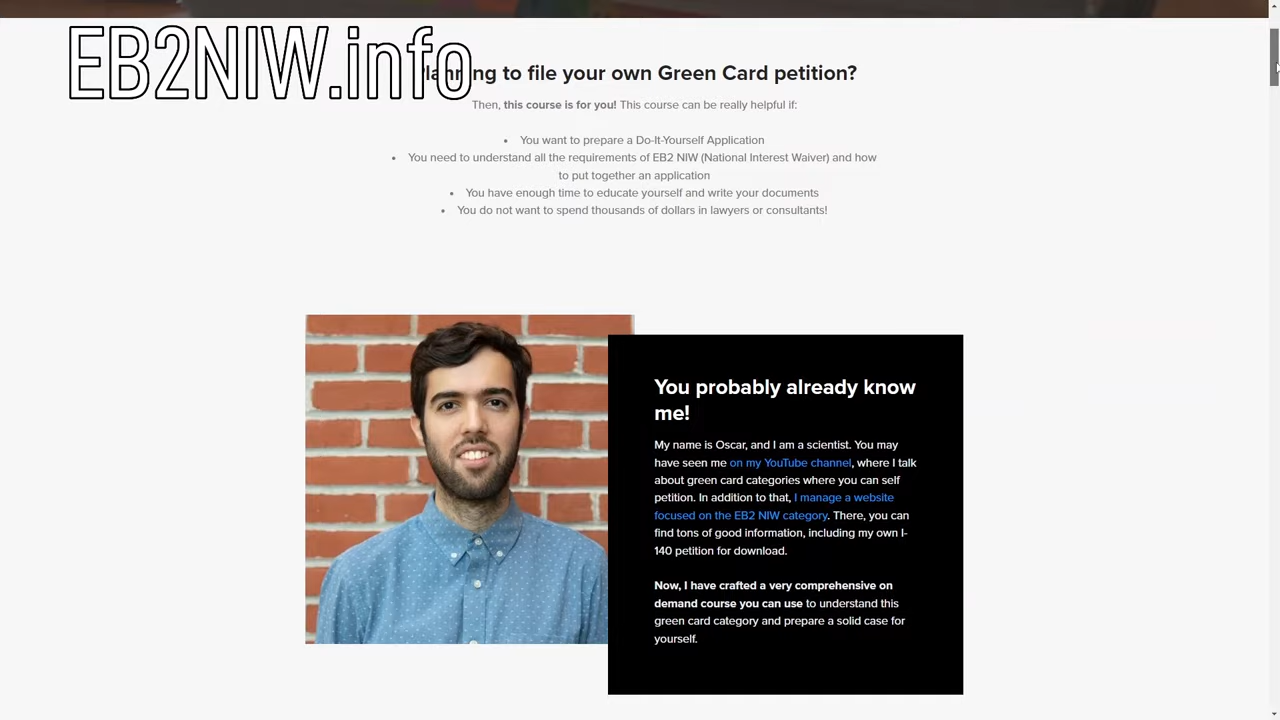 EB2NIW.info
Planning to file your own Green Card petition?
Then, this course is for you! This course can be really helpful if:
• You want to prepare a Do-It-Yourself Application
• You need to understand all the requirements of EB2 NIW (National Interest Waiver) and how
to put together an application
• You have enough time to educate yourself and write your documents
• You do not want to spend thousands of dollars in lawyers or consultants!
You probably already know
me!
My name is Oscar, and I am a scientist. You may
have seen me on my YouTube channel, where I talk
about green card categories where you can self
petition. In addition to that, I manage a website
focused on the EB2 NIW category. There, you can
find tons of good information, including my own I-
140 petition for download.
Now, I have crafted a very comprehensive on
demand course you can use to understand this
green card category and prepare a solid case for
yourself.